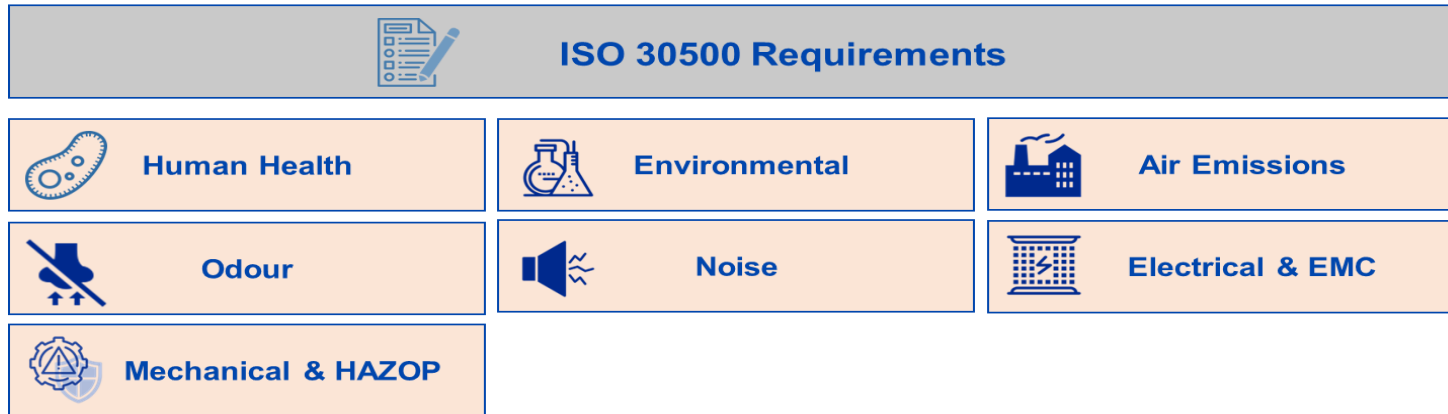 ISO 30500 Requirements
Human Health
Environmental
Air Emissions
Odour
Noise
Electrical & EMC
Mechanical & HAZOP